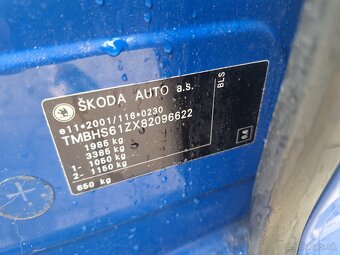 ŠKODA AUTO a.s.
BLS
e11*2001/116*0230
TMBHS61ZX82096622
1985 kg
3385 kg
1- 1050 kg
2- 1150 kg
650 kg